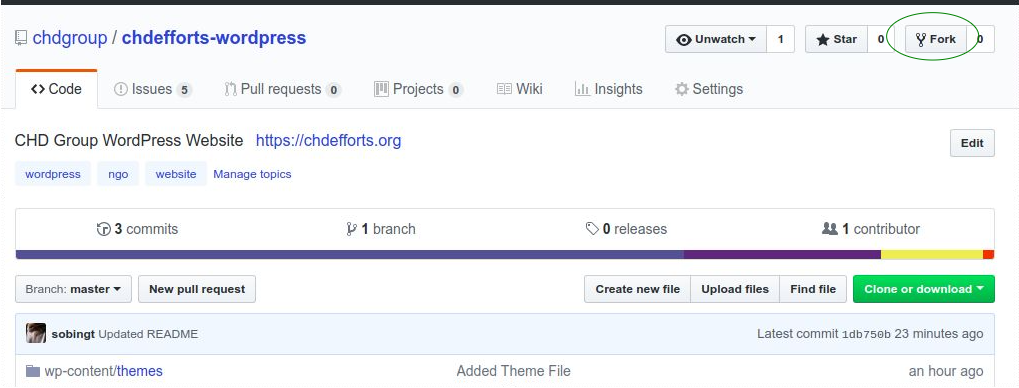 chdgroup / chdefforts-wordpress
Unwatch 1 Star 0 Fork 0
Code Issues 5 Pull requests 0 Projects 0 Wiki Insights Settings
CHD Group WordPress Website https://chdefforts.org Edit
wordpress ngo website Manage topics
3 commits 1 branch 0 releases 1 contributor
Branch: master New pull request Create new file Upload files Find file Clone or download
sobingt Updated README Latest commit 1db750b 23 minutes ago
wp-content/themes Added Theme File an hour ago